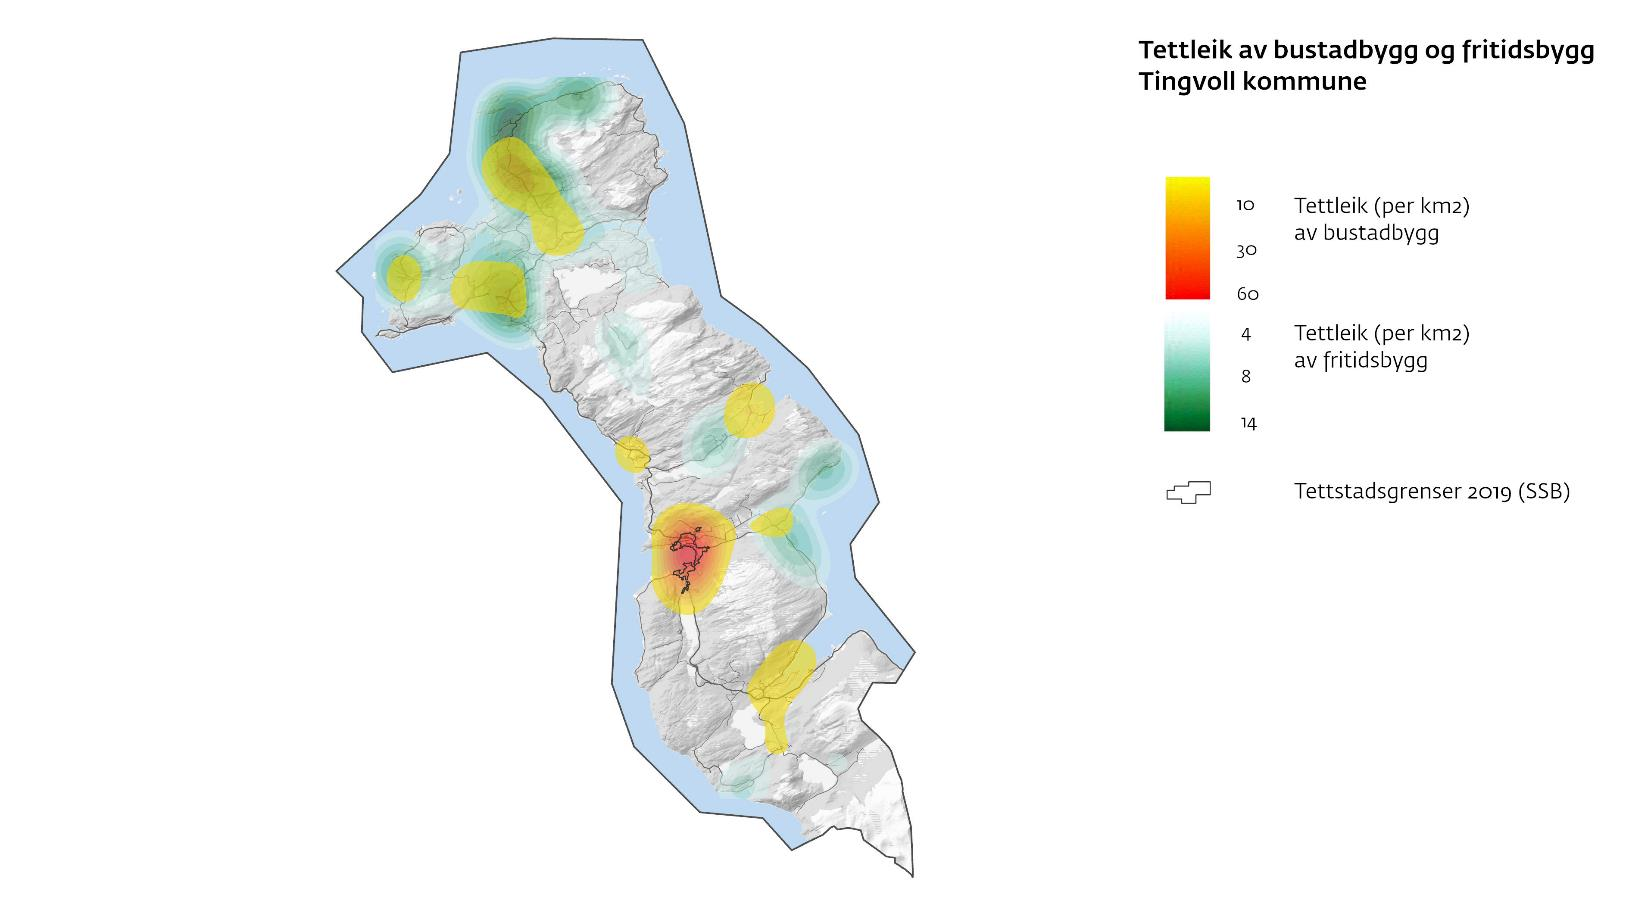 Tettleik av bustadbygg og fritidsbygg
Tingvoll kommune
10
30
60
Tettleik (per km2)
av bustadbygg
4
8
14
Tettleik (per km2)
av fritidsbygg
Tettstadsgrenser 2019 (SSB)